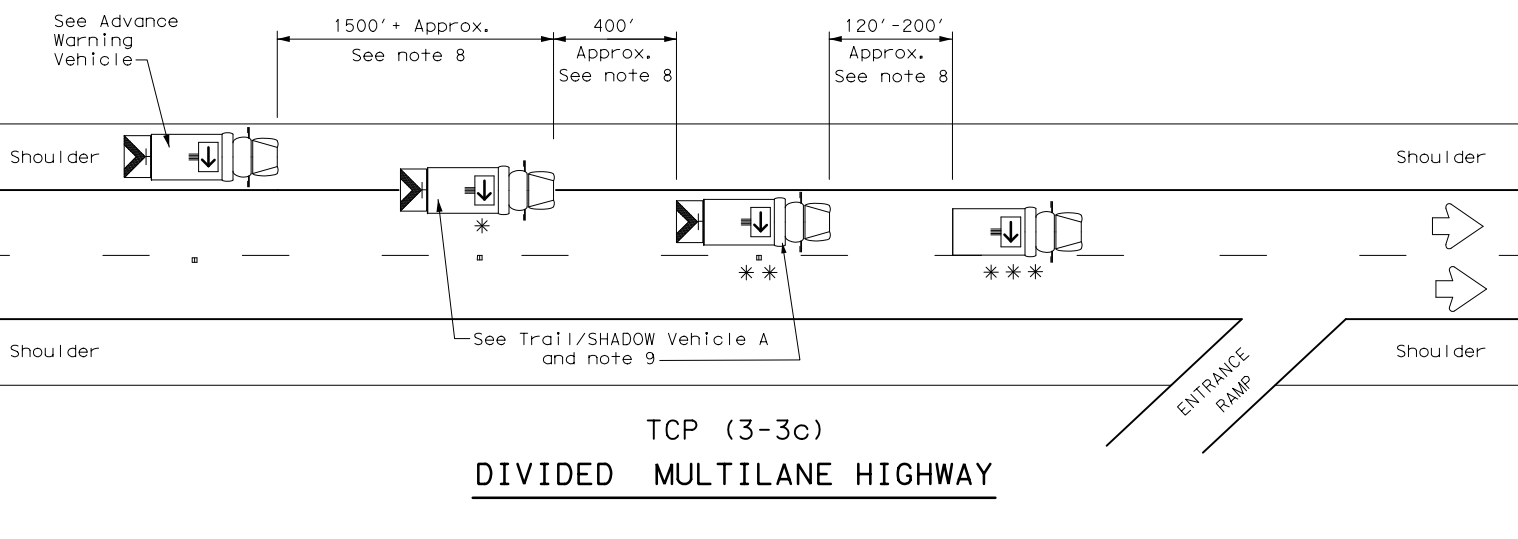 See Advance
Warning
Vehicle
1500'+ Approx.
See note 8
400'
Approx.
See note 8
120'-200'
Approx.
See note 8
Shoulder
Shoulder
*
* *
* * *
See Trail/SHADOW Vehicle A
and note 9
Shoulder
Shoulder
ENTRANCE
RAMP
TCP (3-3c)
DIVIDED MULTILANE HIGHWAY